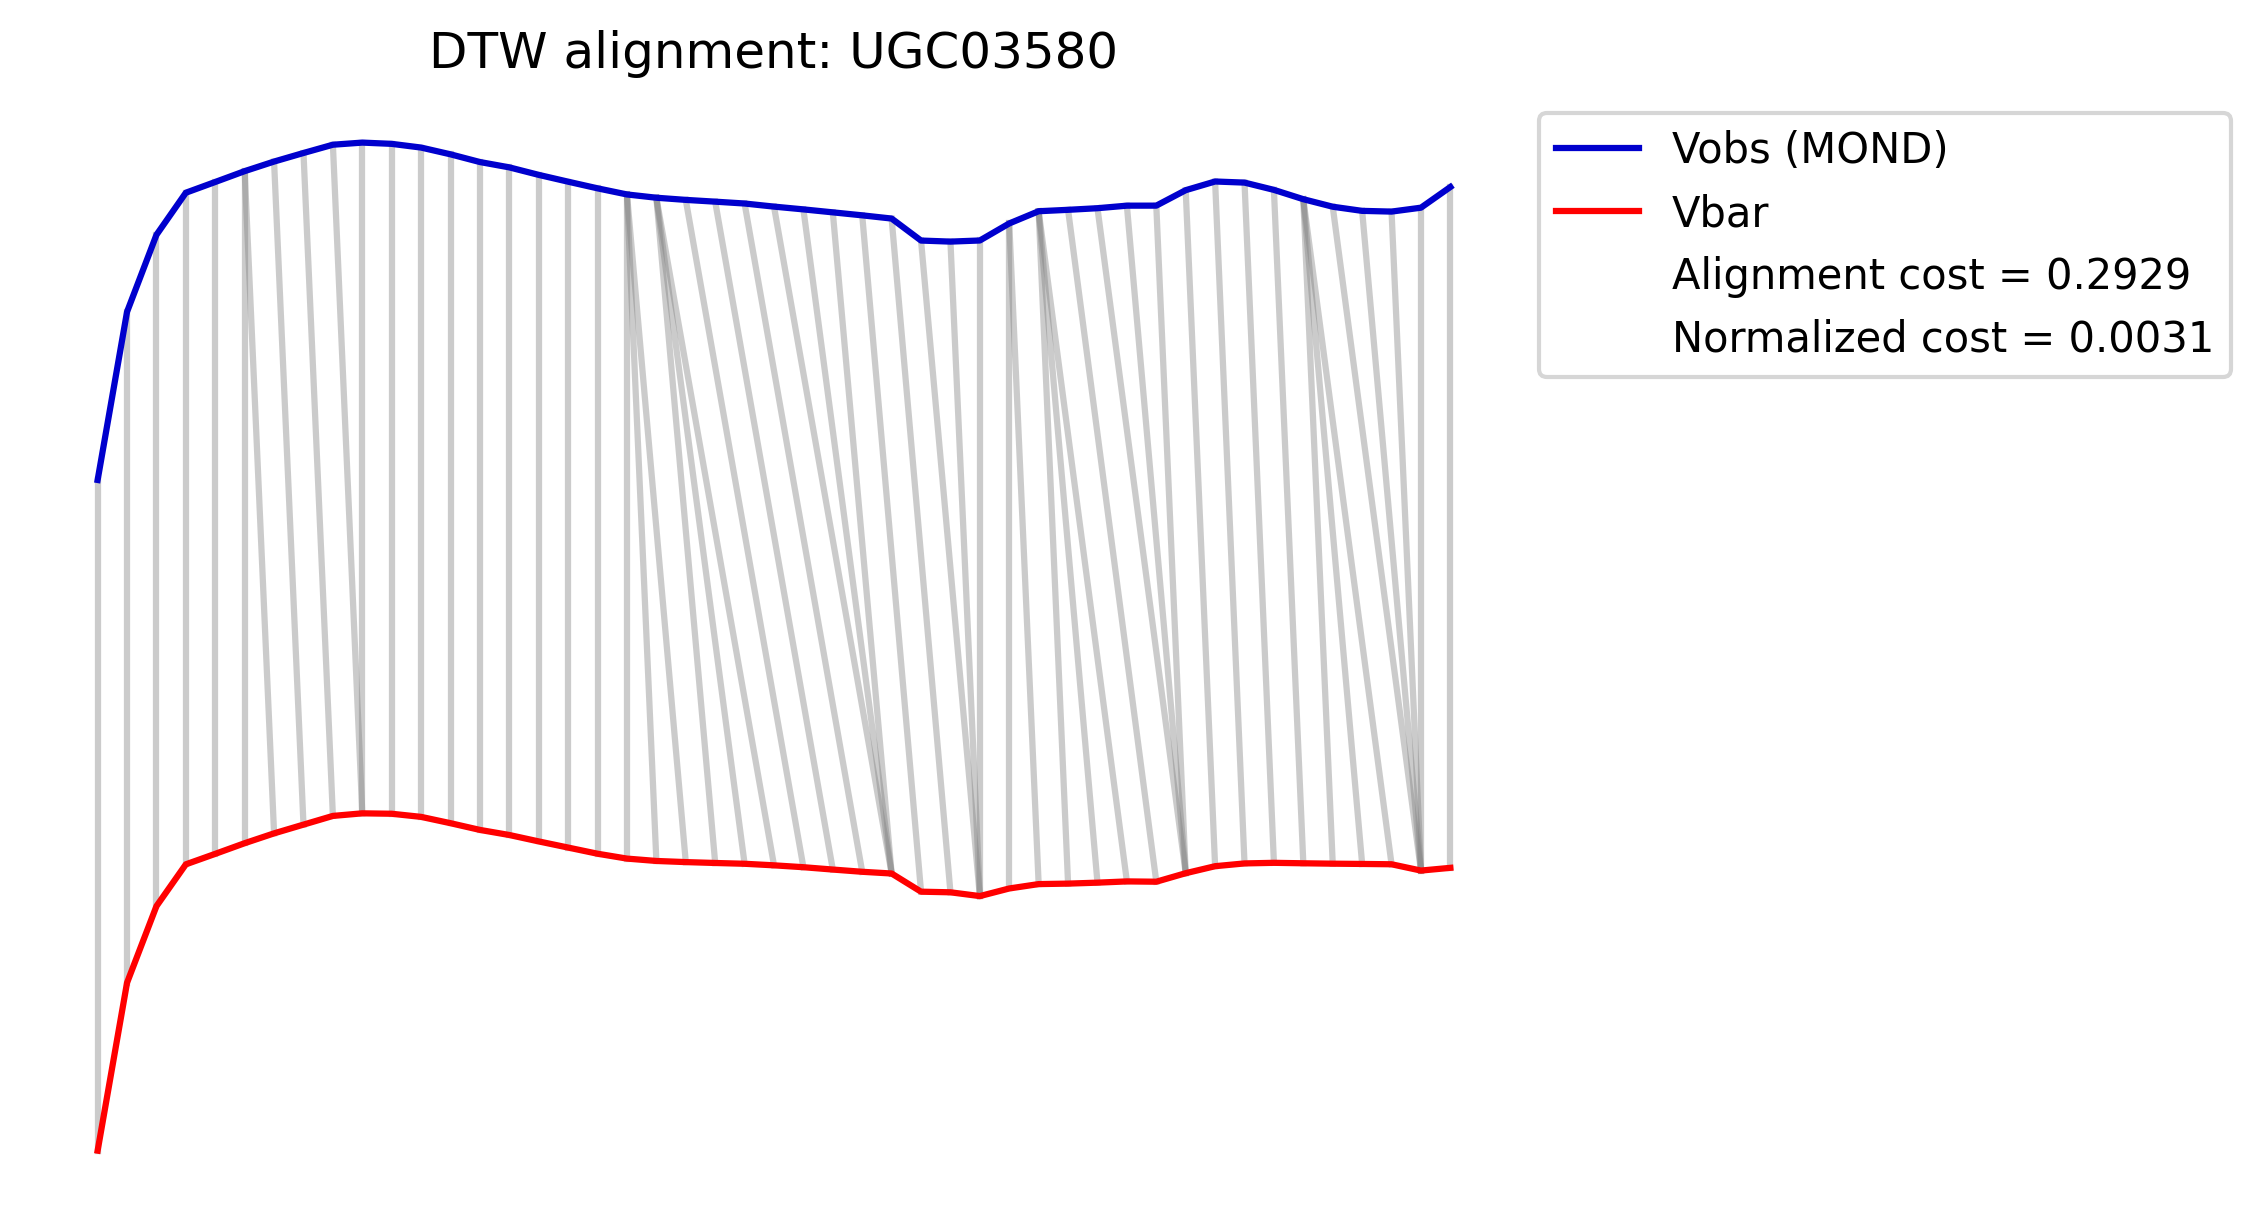 DTW alignment: UGC03580
Vobs (MOND)
Vbar
Alignment cost = 0.2929
Normalized cost = 0.0031